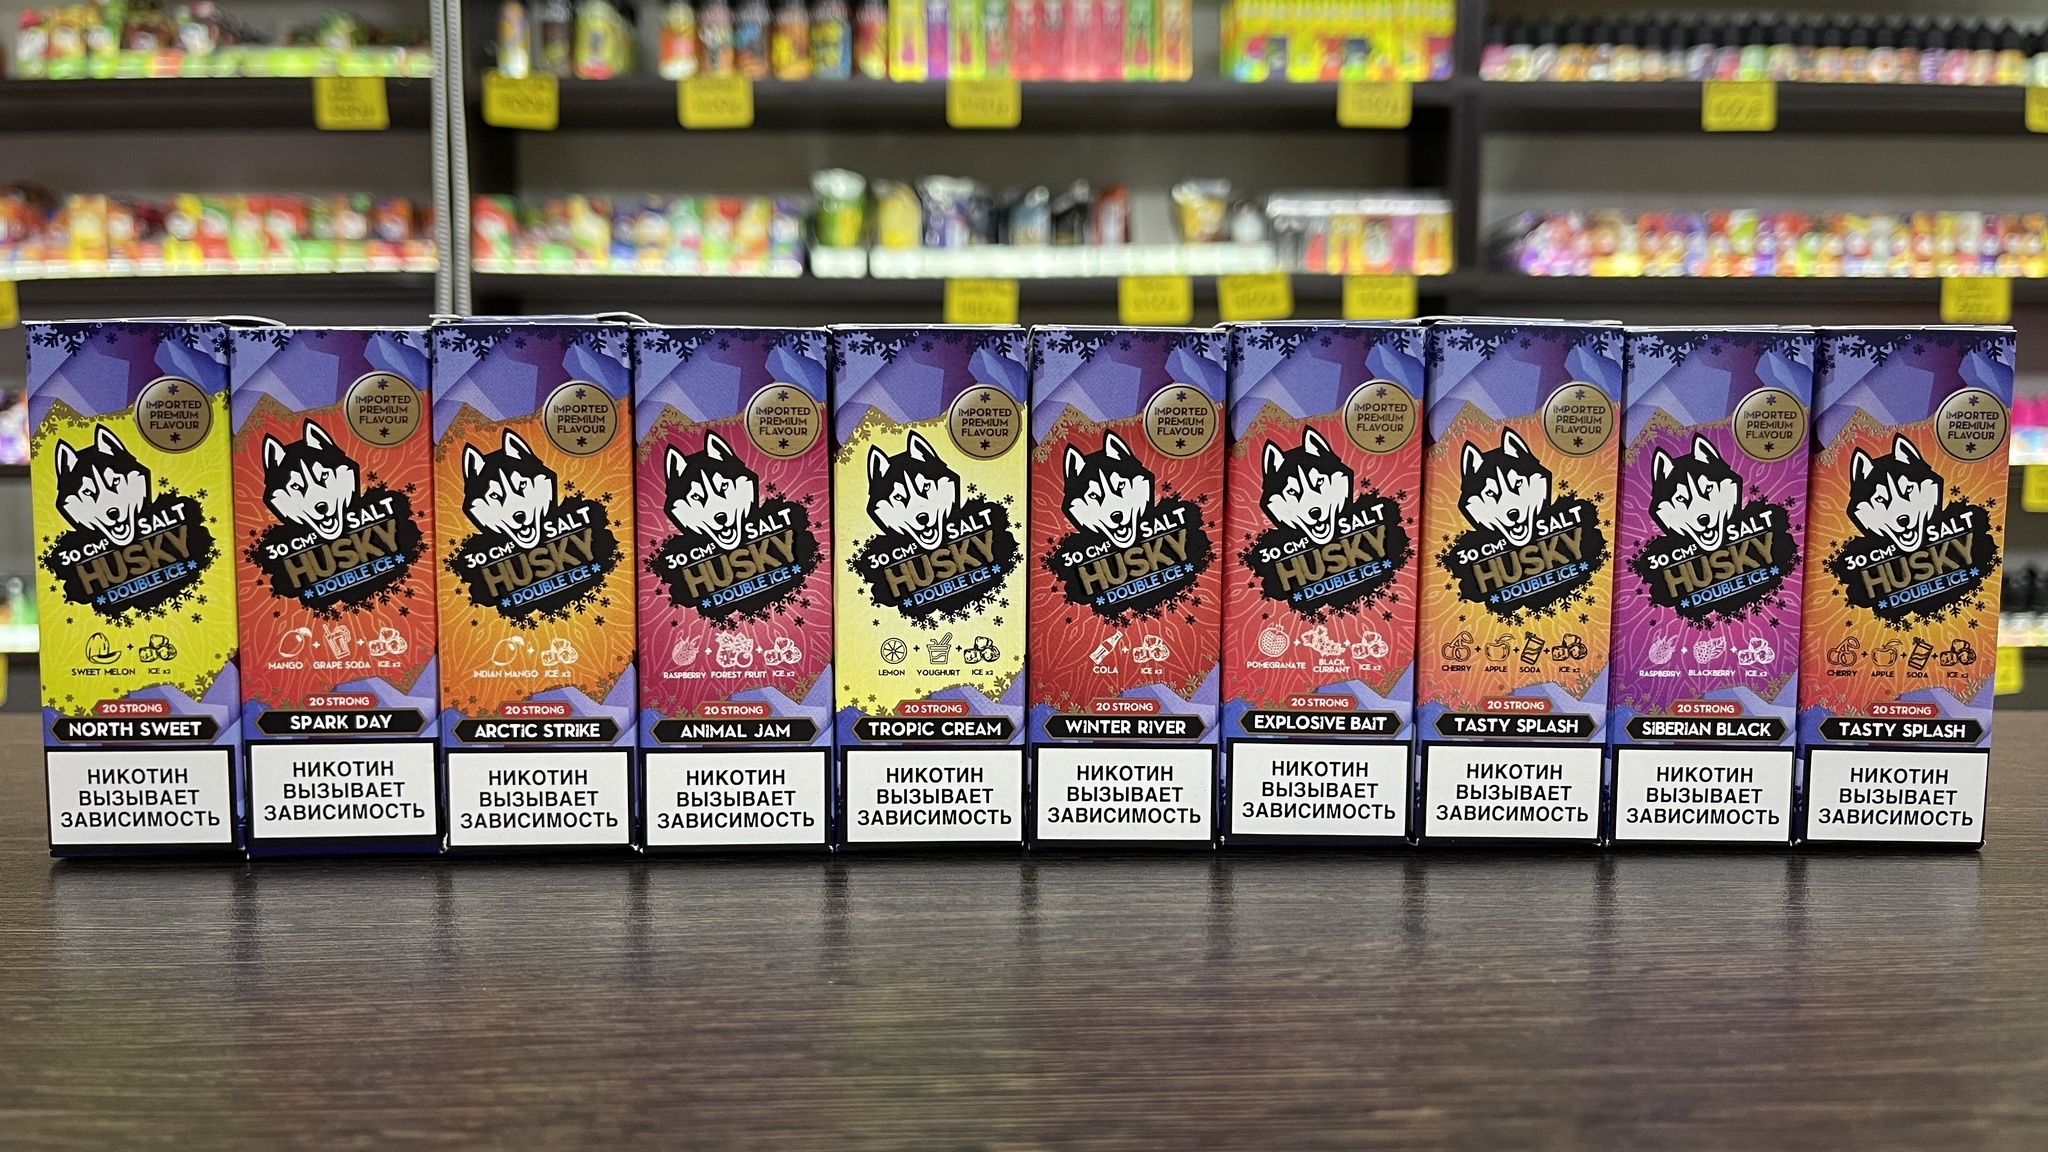 IMPORTED
PREMIUM
FLAVOUR
SALT
30 CM³
HUSKY
DOUBLE ICE
SWEET MELON ICE x2
20 STRONG
NORTH SWEET
НИКОТИН
ВЫЗЫВАЕТ
ЗАВИСИМОСТЬ
IMPORTED
PREMIUM
FLAVOUR
SALT
30 CM³
HUSKY
DOUBLE ICE
MANGO GRAPE SODA ICE x2
20 STRONG
SPARK DAY
НИКОТИН
ВЫЗЫВАЕТ
ЗАВИСИМОСТЬ
IMPORTED
PREMIUM
FLAVOUR
SALT
30 CM³
HUSKY
DOUBLE ICE
INDIAN MANGO ICE x2
20 STRONG
ARCTIC STRIKE
НИКОТИН
ВЫЗЫВАЕТ
ЗАВИСИМОСТЬ
IMPORTED
PREMIUM
FLAVOUR
SALT
30 CM³
HUSKY
DOUBLE ICE
RASPBERRY FOREST FRUIT ICE x2
20 STRONG
ANIMAL JAM
НИКОТИН
ВЫЗЫВАЕТ
ЗАВИСИМОСТЬ
IMPORTED
PREMIUM
FLAVOUR
SALT
30 CM³
HUSKY
DOUBLE ICE
LEMON YOUGHURT ICE x2
20 STRONG
TROPIC CREAM
НИКОТИН
ВЫЗЫВАЕТ
ЗАВИСИМОСТЬ
IMPORTED
PREMIUM
FLAVOUR
SALT
30 CM³
HUSKY
DOUBLE ICE
COLA ICE x2
20 STRONG
WINTER RIVER
НИКОТИН
ВЫЗЫВАЕТ
ЗАВИСИМОСТЬ
IMPORTED
PREMIUM
FLAVOUR
SALT
30 CM³
HUSKY
DOUBLE ICE
POMEGRANATE BLACK CURRANT ICE x2
20 STRONG
EXPLOSIVE BAIT
НИКОТИН
ВЫЗЫВАЕТ
ЗАВИСИМОСТЬ
IMPORTED
PREMIUM
FLAVOUR
SALT
30 CM³
HUSKY
DOUBLE ICE
CHERRY APPLE SODA ICE x2
20 STRONG
TASTY SPLASH
НИКОТИН
ВЫЗЫВАЕТ
ЗАВИСИМОСТЬ
IMPORTED
PREMIUM
FLAVOUR
SALT
30 CM³
HUSKY
DOUBLE ICE
RASPBERRY BLACKBERRY ICE x2
20 STRONG
SIBERIAN BLACK
НИКОТИН
ВЫЗЫВАЕТ
ЗАВИСИМОСТЬ
IMPORTED
PREMIUM
FLAVOUR
SALT
30 CM³
HUSKY
DOUBLE ICE
CHERRY APPLE SODA ICE x2
20 STRONG
TASTY SPLASH
НИКОТИН
ВЫЗЫВАЕТ
ЗАВИСИМОСТЬ